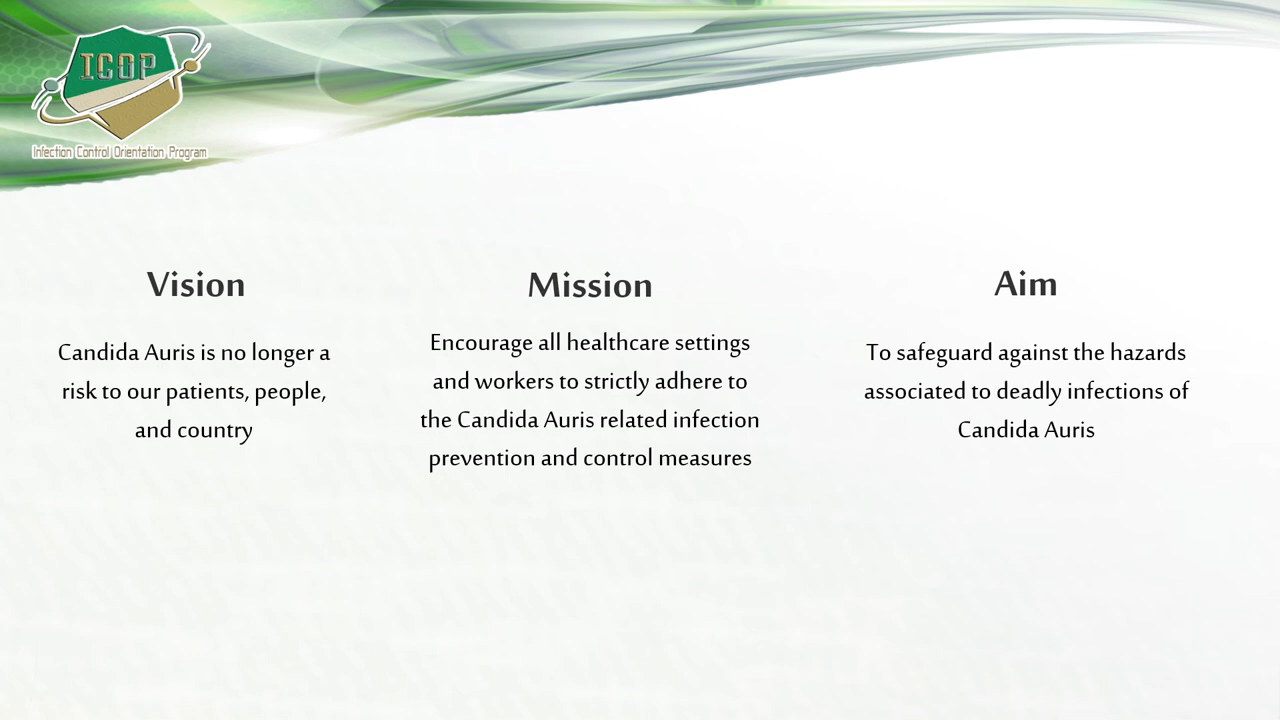 ICOP
Infection Control Orientation Program
Vision
Candida Auris is no longer a
risk to our patients, people,
and country
Mission
Encourage all healthcare settings
and workers to strictly adhere to
the Candida Auris related infection
prevention and control measures
Aim
To safeguard against the hazards
associated to deadly infections of
Candida Auris